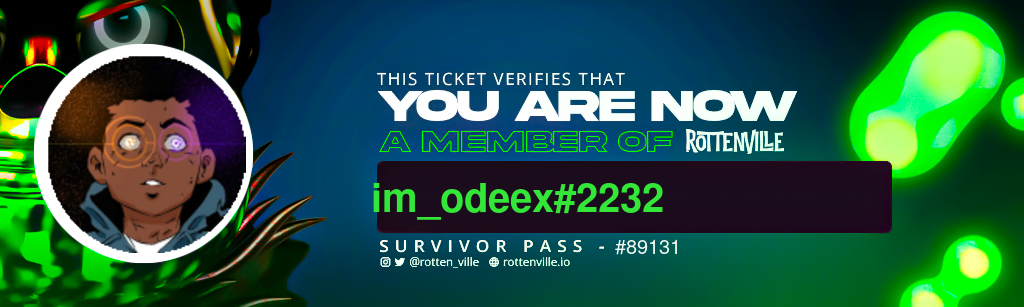 THIS TICKET VERIFIES THAT
YOU ARE NOW
A MEMBER OF ROTTENVILLE
im_odeex#2232
SURVIVOR PASS - #89131
@rotten_ville rottenville.io